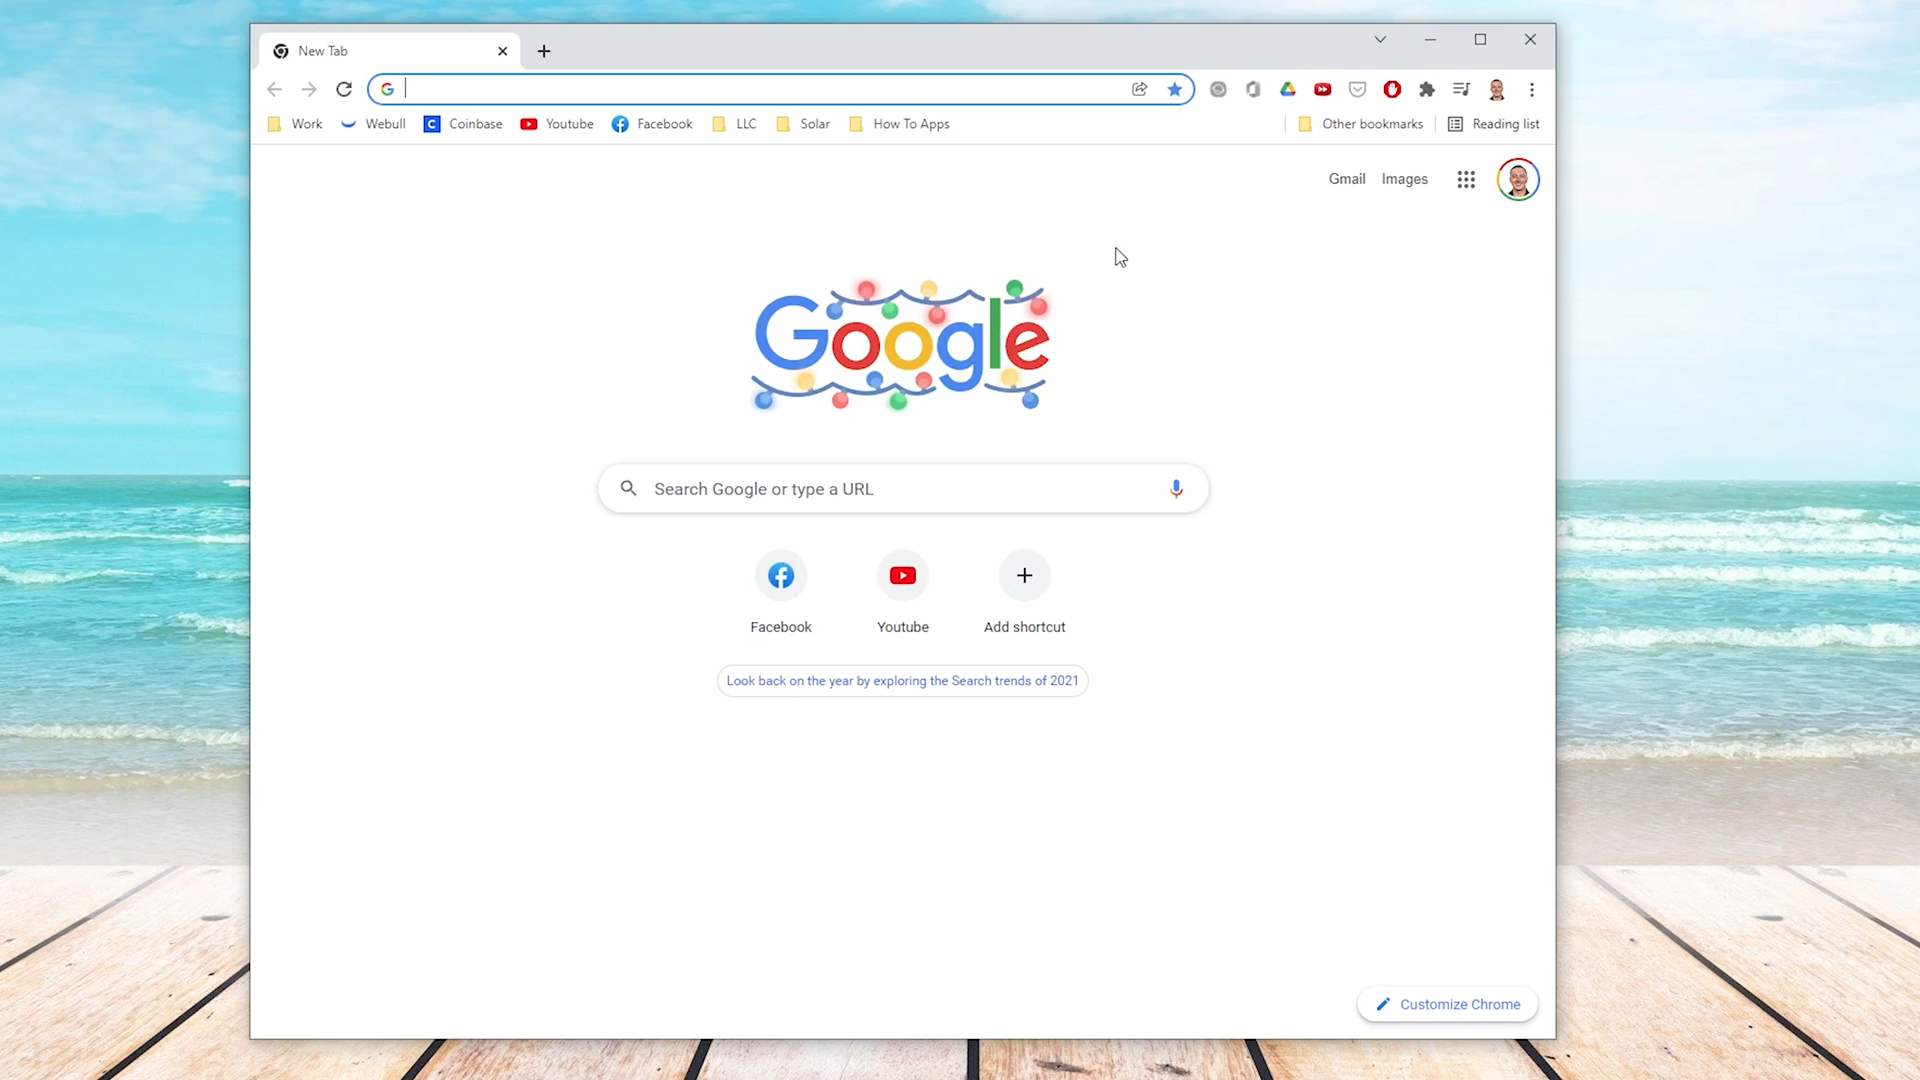 New Tab
Work Webull Coinbase Youtube Facebook LLC Solar How To Apps Other bookmarks Reading list
Gmail Images
Google
Search Google or type a URL
Facebook Youtube Add shortcut
Look back on the year by exploring the Search trends of 2021
Customize Chrome